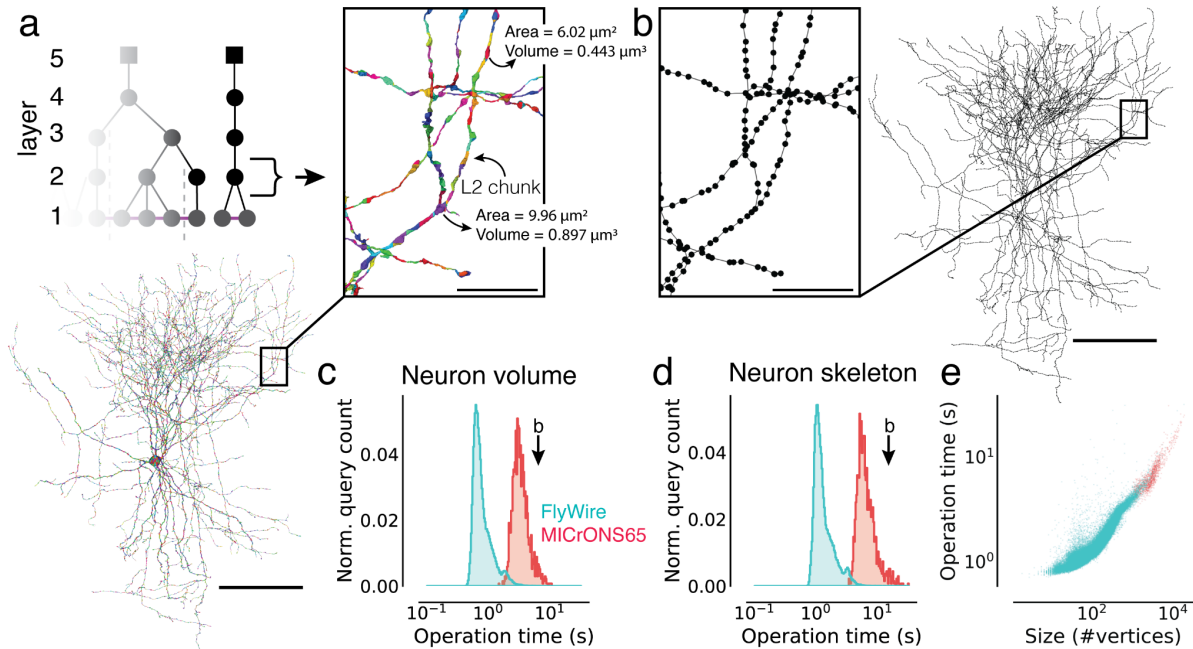 a
layer
5
4
3
2
1
Area = 6.02 µm²
Volume = 0.443 µm³
L2 chunk
Area = 9.96 µm²
Volume = 0.897 µm³
b
c
Neuron volume
Norm. query count
0.04
0.02
0.00
b
FlyWire
MICrONS65
10⁻¹ 10⁰ 10¹
Operation time (s)
d
Neuron skeleton
Norm. query count
0.04
0.02
0.00
b
10⁻¹ 10⁰ 10¹
Operation time (s)
e
Operation time (s)
10¹
10⁰
10² 10⁴
Size (#vertices)